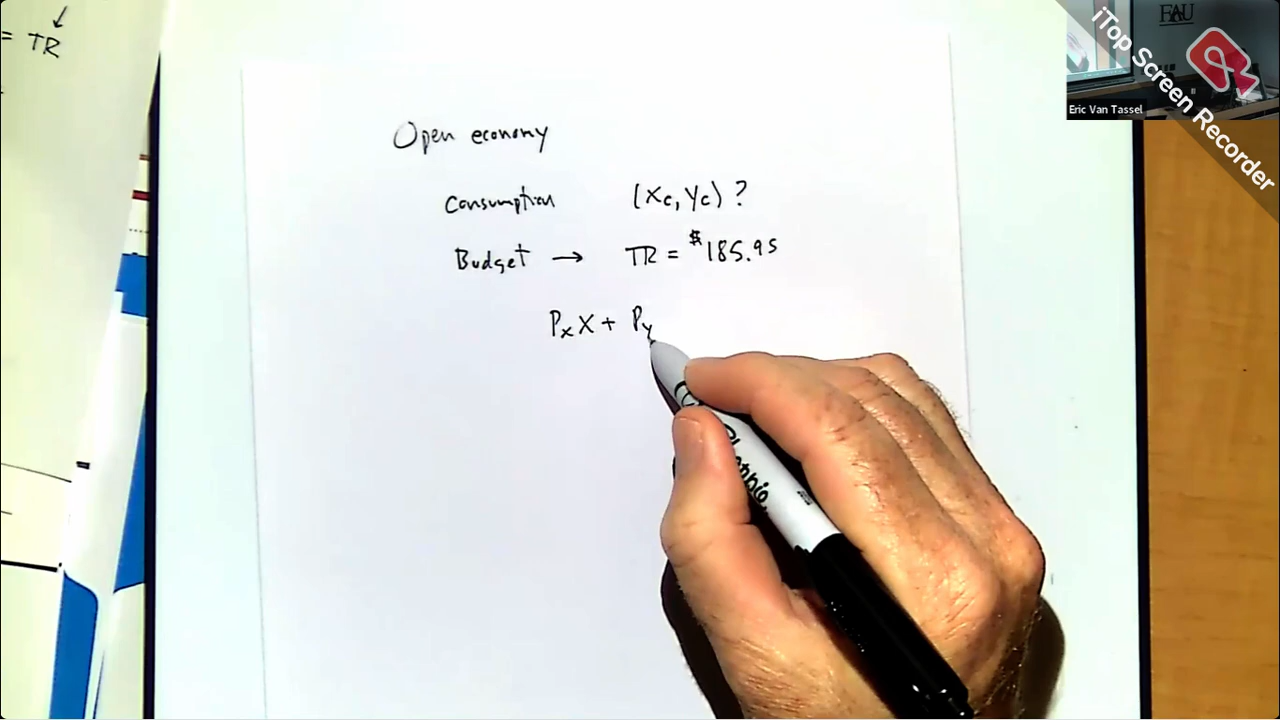 = TR
Open economy
Consumption (Xc, Yc) ?
Budget → TR = $185.95
PxX + Py
Sharpie
FAU
Eric Van Tassel
iTop Screen Recorder